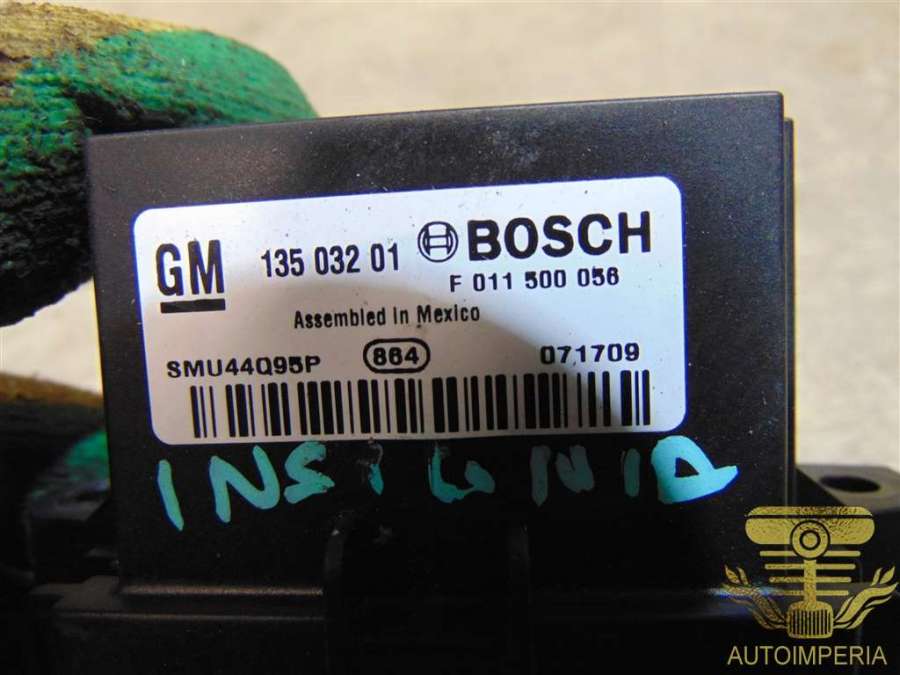 GM 135 032 01 BOSCH
F 011 500 056
Assembled in Mexico
SMU44Q95P 864 071709
INSIGNIA
AUTOIMPERIA